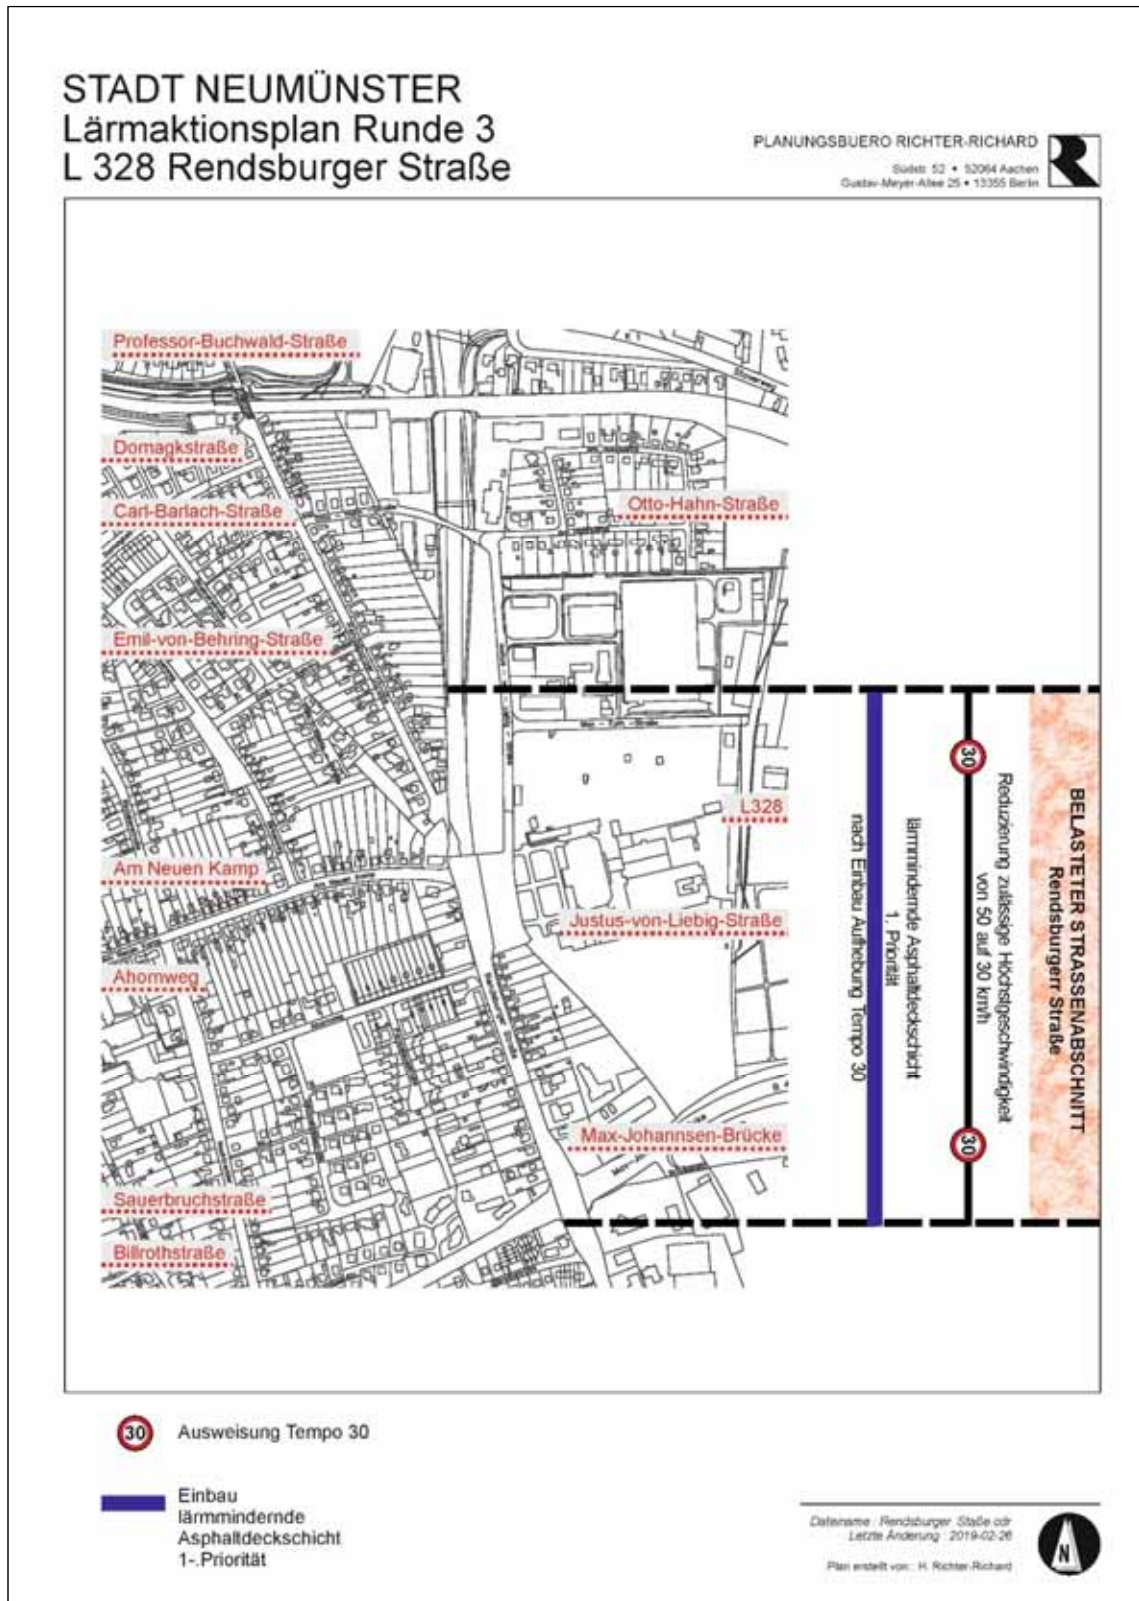 STADT NEUMÜNSTER
Lärmaktionsplan Runde 3
L 328 Rendsburger Straße
PLANUNGSBUERO RICHTER-RICHARD
Südstr. 52 • 52064 Aachen
Gustav-Meyer-Allee 25 • 13355 Berlin
Professor-Buchwald-Straße
Domagkstraße
Carl-Barlach-Straße
Otto-Hahn-Straße
Emil-von-Behring-Straße
L328
Am Neuen Kamp
Justus-von-Liebig-Straße
Ahornweg
Max-Johannsen-Brücke
Sauerbruchstraße
Billrothstraße
BELASTETER STRASSENABSCHNITT
Rendsburgerr Straße
30
30
Reduzierung zulässige Höchstgeschwindigkeit
von 50 auf 30 km/h
lärmmindernde Asphaltdeckschicht
1. Priorität
nach Einbau Aufhebung Tempo 30
30 Ausweisung Tempo 30
Einbau
lärmmindernde
Asphaltdeckschicht
1-.Priorität
Dateiname : Rendsburger Staße cdr
Letzte Änderung : 2019-02-26
Plan erstellt von : H. Richter-Richard
N